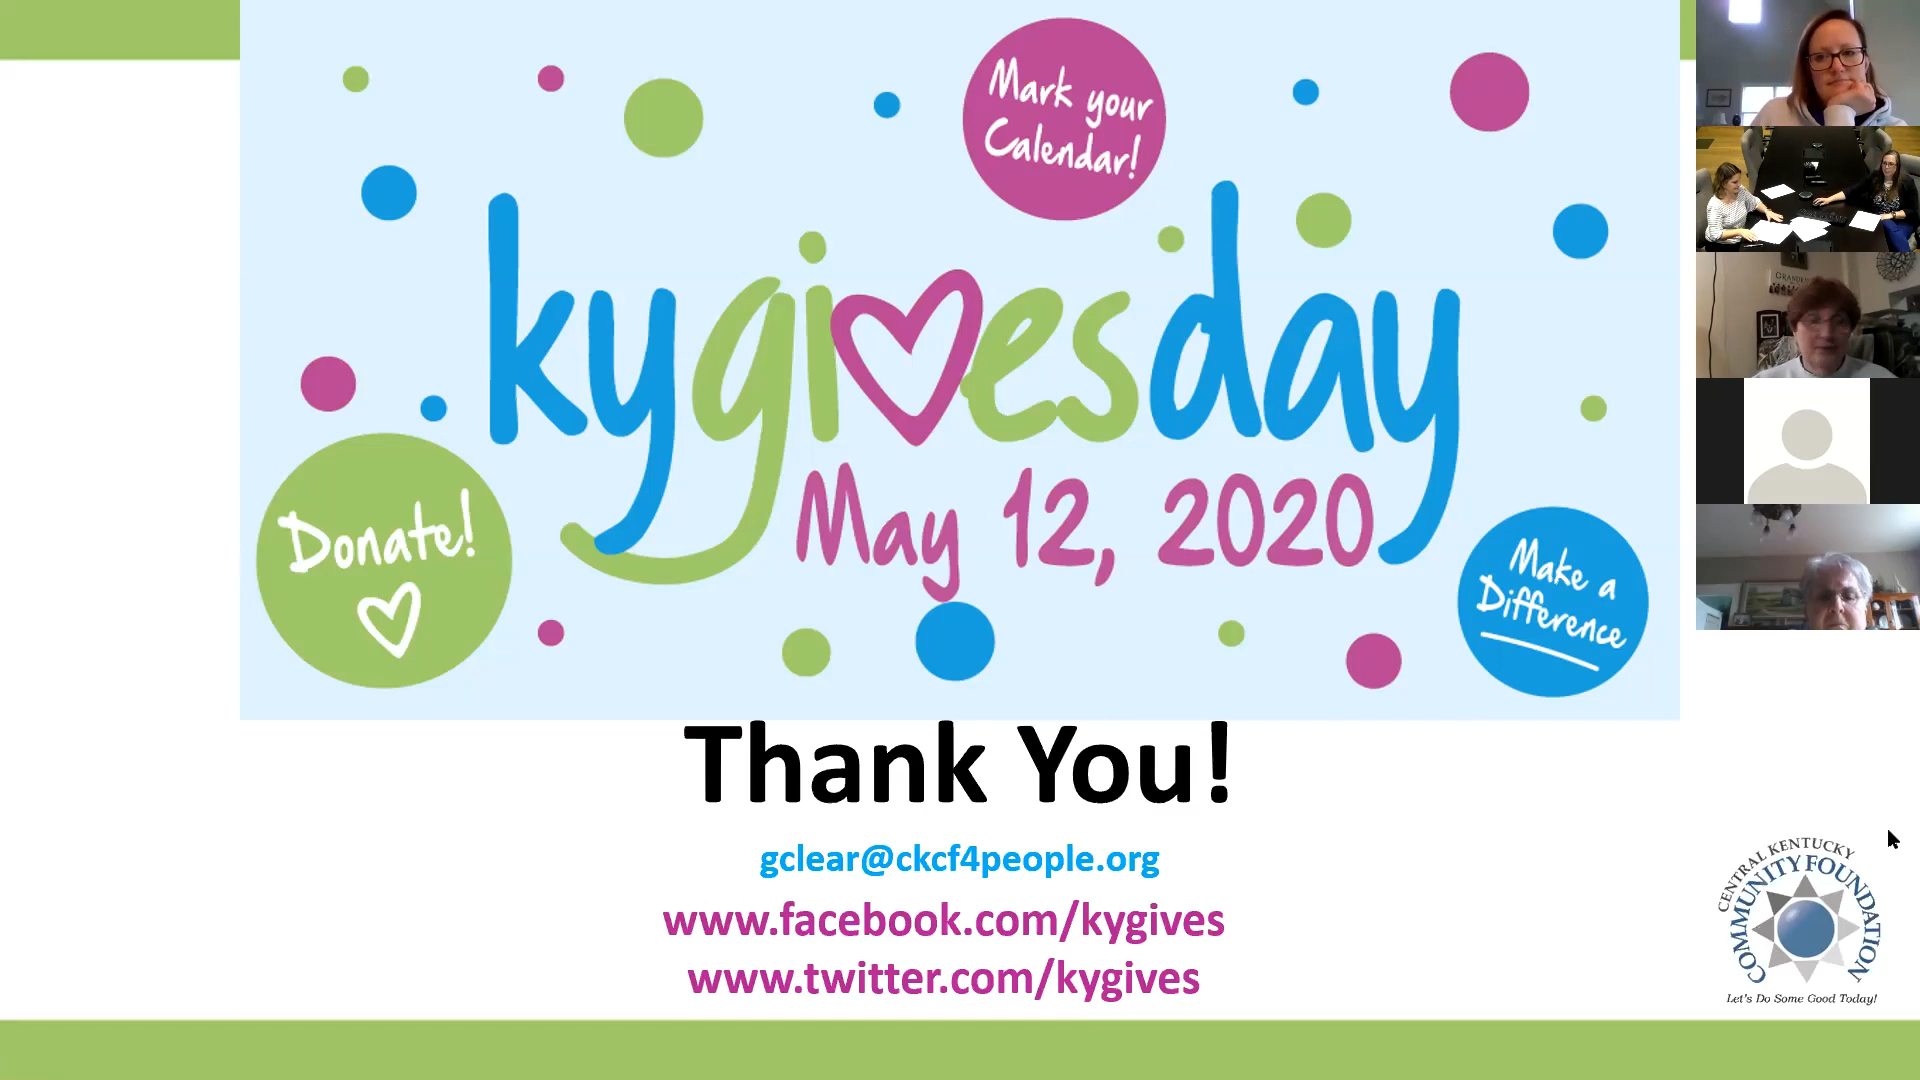 Mark your
Calendar!
kygivesday
May 12, 2020
Donate!
Make a
Difference
Thank You!
gclear@ckcf4people.org
www.facebook.com/kygives
www.twitter.com/kygives
CENTRAL KENTUCKY
COMMUNITY FOUNDATION
Let's Do Some Good Today!